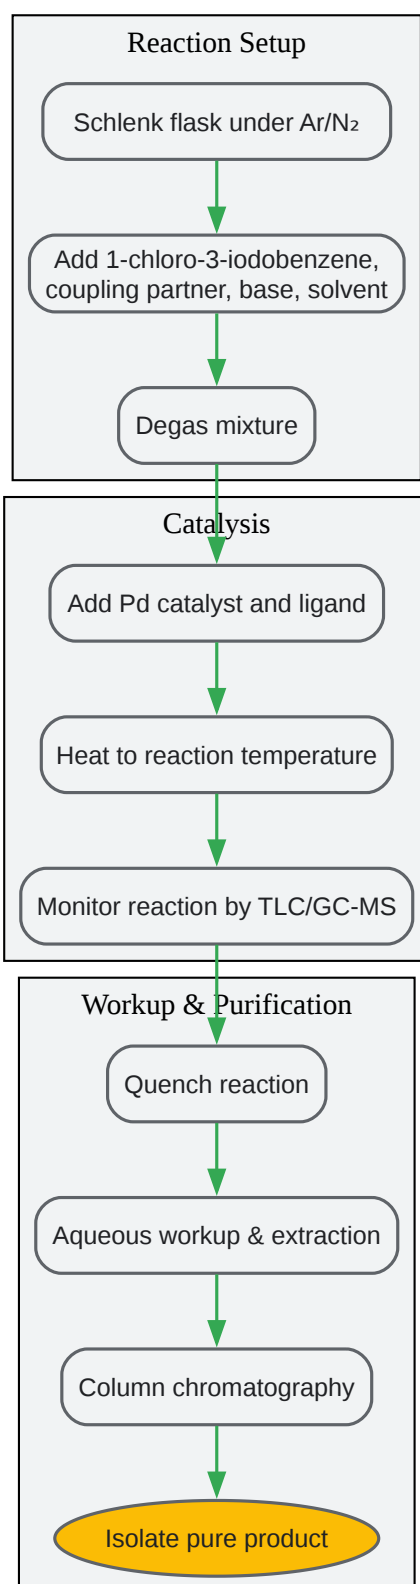 Reaction Setup
Schlenk flask under Ar/N₂
Add 1-chloro-3-iodobenzene,
coupling partner, base, solvent
Degas mixture
Catalysis
Add Pd catalyst and ligand
Heat to reaction temperature
Monitor reaction by TLC/GC-MS
Workup & Purification
Quench reaction
Aqueous workup & extraction
Column chromatography
Isolate pure product